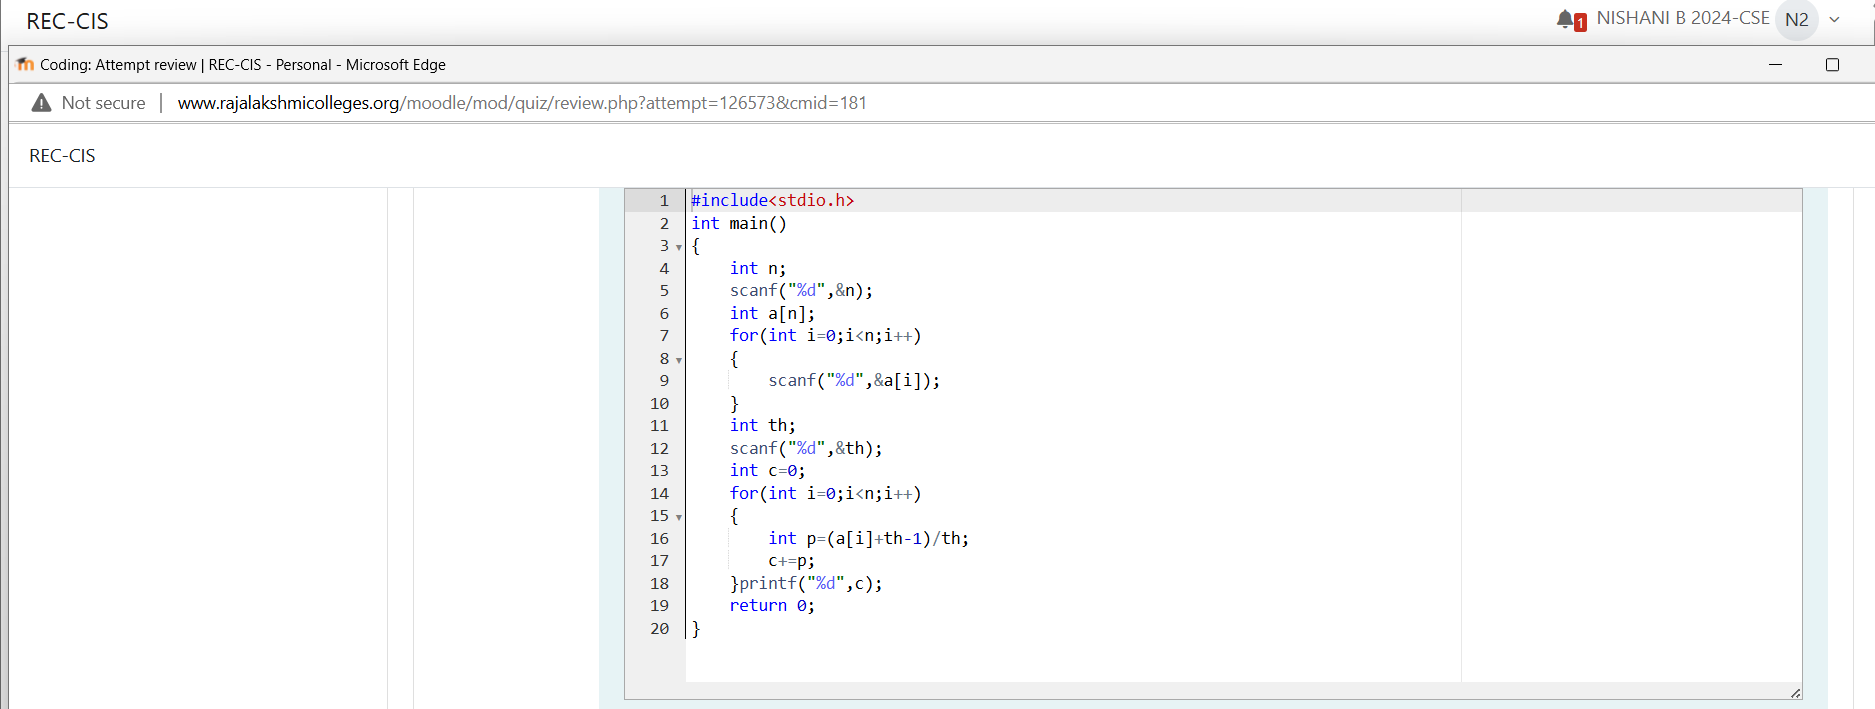 REC-CIS
1 NISHANI B 2024-CSE N2
Coding: Attempt review | REC-CIS - Personal - Microsoft Edge
Not secure | www.rajalakshmicolleges.org/moodle/mod/quiz/review.php?attempt=126573&cmid=181
REC-CIS
1 #include<stdio.h>
2 int main()
3 {
4     int n;
5     scanf("%d",&n);
6     int a[n];
7     for(int i=0;i<n;i++)
8     {
9         scanf("%d",&a[i]);
10     }
11     int th;
12     scanf("%d",&th);
13     int c=0;
14     for(int i=0;i<n;i++)
15     {
16         int p=(a[i]+th-1)/th;
17         c+=p;
18     }printf("%d",c);
19     return 0;
20 }